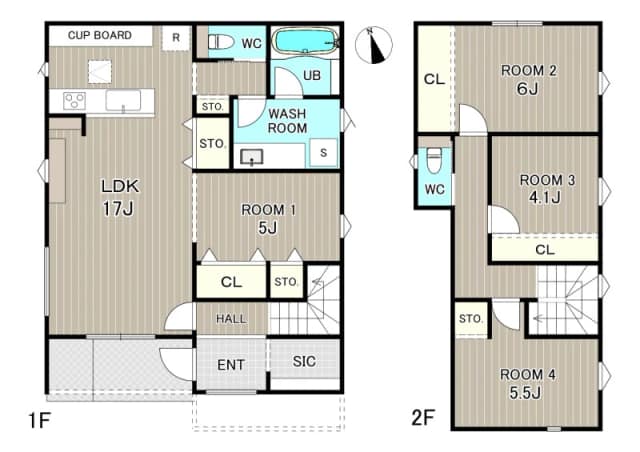 CUP BOARD
R
WC
UB
STO.
WASH
ROOM
STO.
S
LDK
17J
ROOM 1
5J
CL
STO.
HALL
ENT
SIC
1F
CL
ROOM 2
6J
WC
ROOM 3
4.1J
CL
STO.
ROOM 4
5.5J
2F